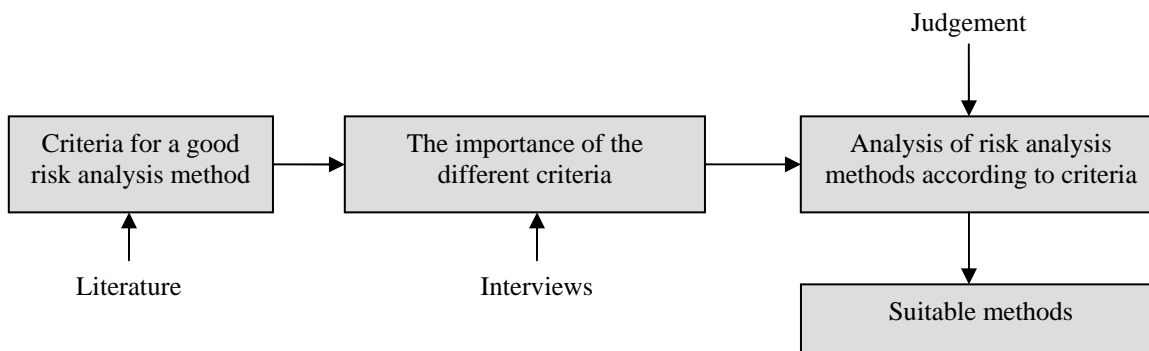 Judgement
Criteria for a good
risk analysis method
The importance of the
different criteria
Analysis of risk analysis
methods according to criteria
Literature
Interviews
Suitable methods